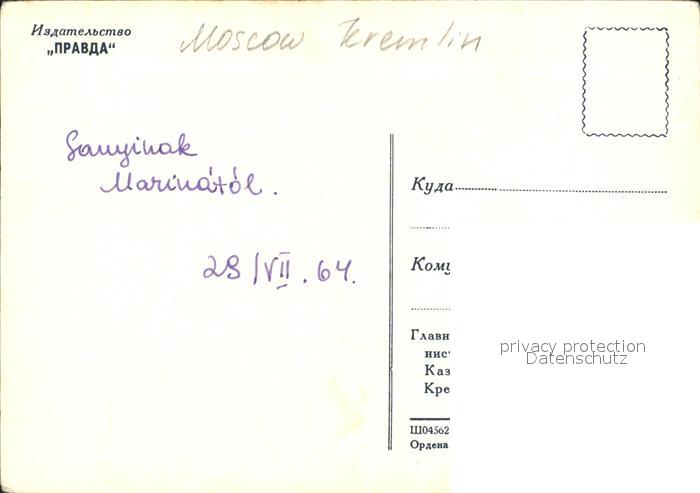 Издательство
„ПРАВДА“
Moscow Kremlin
Sanyinak
Marinától.
29/VII. 64.
Куда
Кому
Главн
нис
Каз
Кре
Ш04562
Ордена
privacy protection
Datenschutz